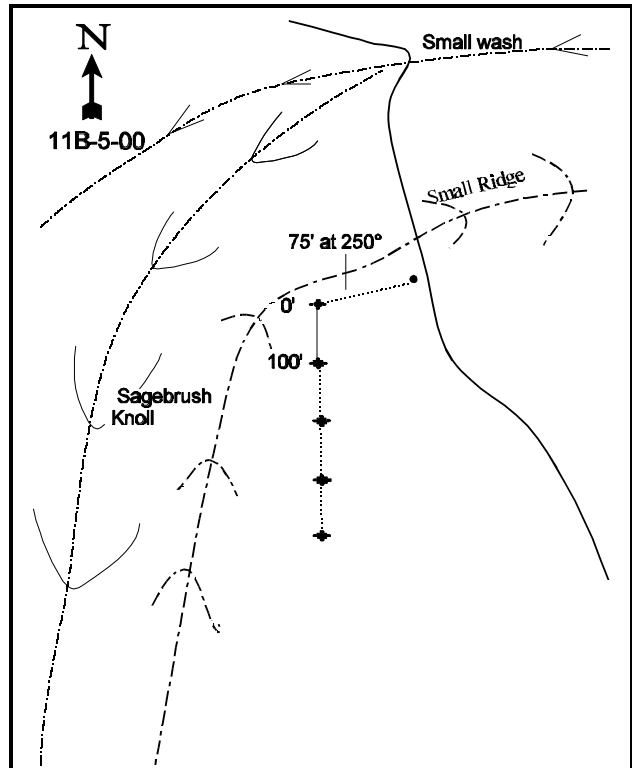 N
Small wash
11B-5-00
Small Ridge
75' at 250°
0'
100'
Sagebrush
Knoll